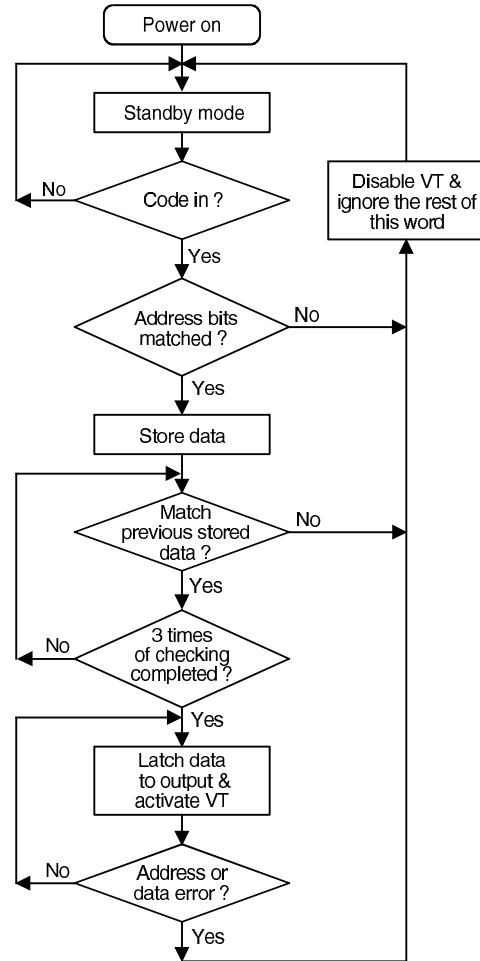 Power on
Standby mode
No
Code in ?
Disable VT &
ignore the rest of
this word
Yes
Address bits
matched ?
No
Yes
Store data
Match
previous stored
data ?
No
Yes
3 times
of checking
completed ?
No
Yes
Latch data
to output &
activate VT
No
Address or
data error ?
Yes